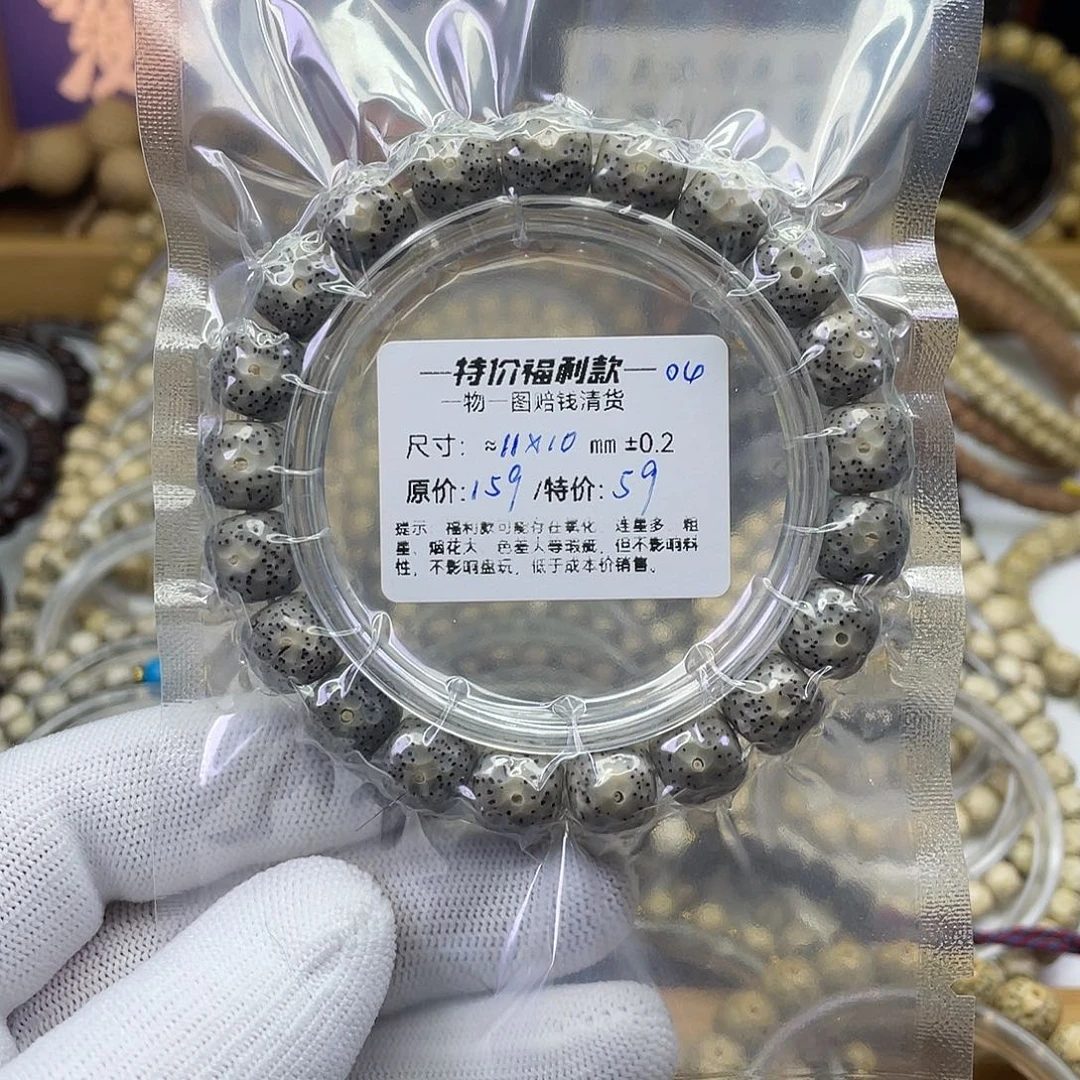 一特价福利款一 04
一物一图赔钱清货
尺寸: ≈11×10 mm ±0.2
原价:159 /特价: 59
提示: 福利款可能存在氧化、连星多、粗
星、烟花大、色差大等瑕疵, 但不影响料
性, 不影响盘玩, 低于成本价销售。